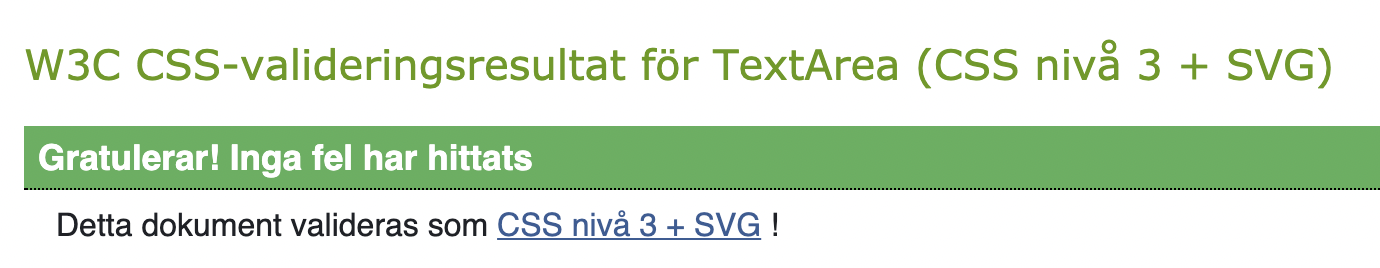 W3C CSS-valideringsresultat för TextArea (CSS nivå 3 + SVG)
Gratulerar! Inga fel har hittats
Detta dokument valideras som CSS nivå 3 + SVG !